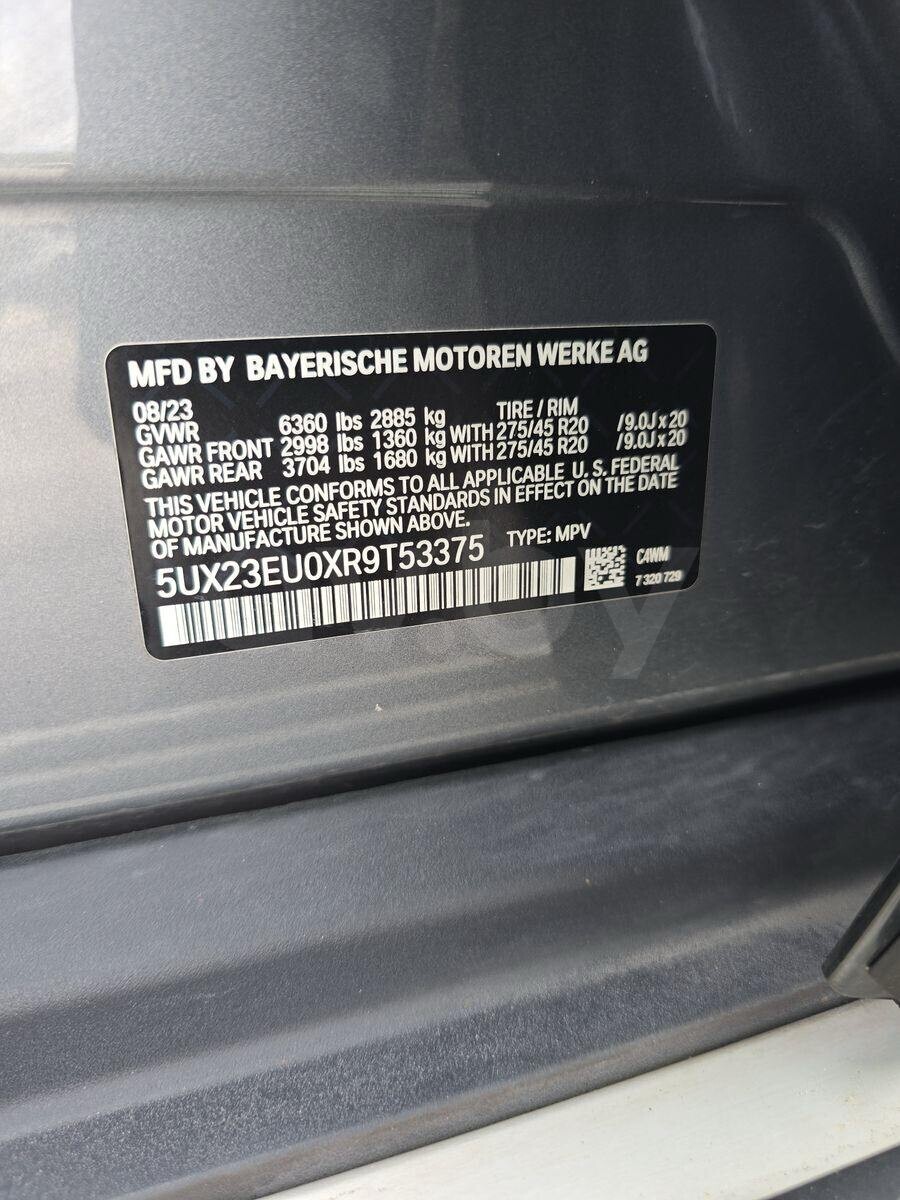 MFD BY BAYERISCHE MOTOREN WERKE AG
08/23 TIRE / RIM
GVWR 6360 lbs 2885 kg
GAWR FRONT 2998 lbs 1360 kg WITH 275/45 R20 /9.0J x 20
GAWR REAR 3704 lbs 1680 kg WITH 275/45 R20 /9.0J x 20
THIS VEHICLE CONFORMS TO ALL APPLICABLE U. S. FEDERAL
MOTOR VEHICLE SAFETY STANDARDS IN EFFECT ON THE DATE
OF MANUFACTURE SHOWN ABOVE.
5UX23EU0XR9T53375 TYPE: MPV
C4WM
7 320 729